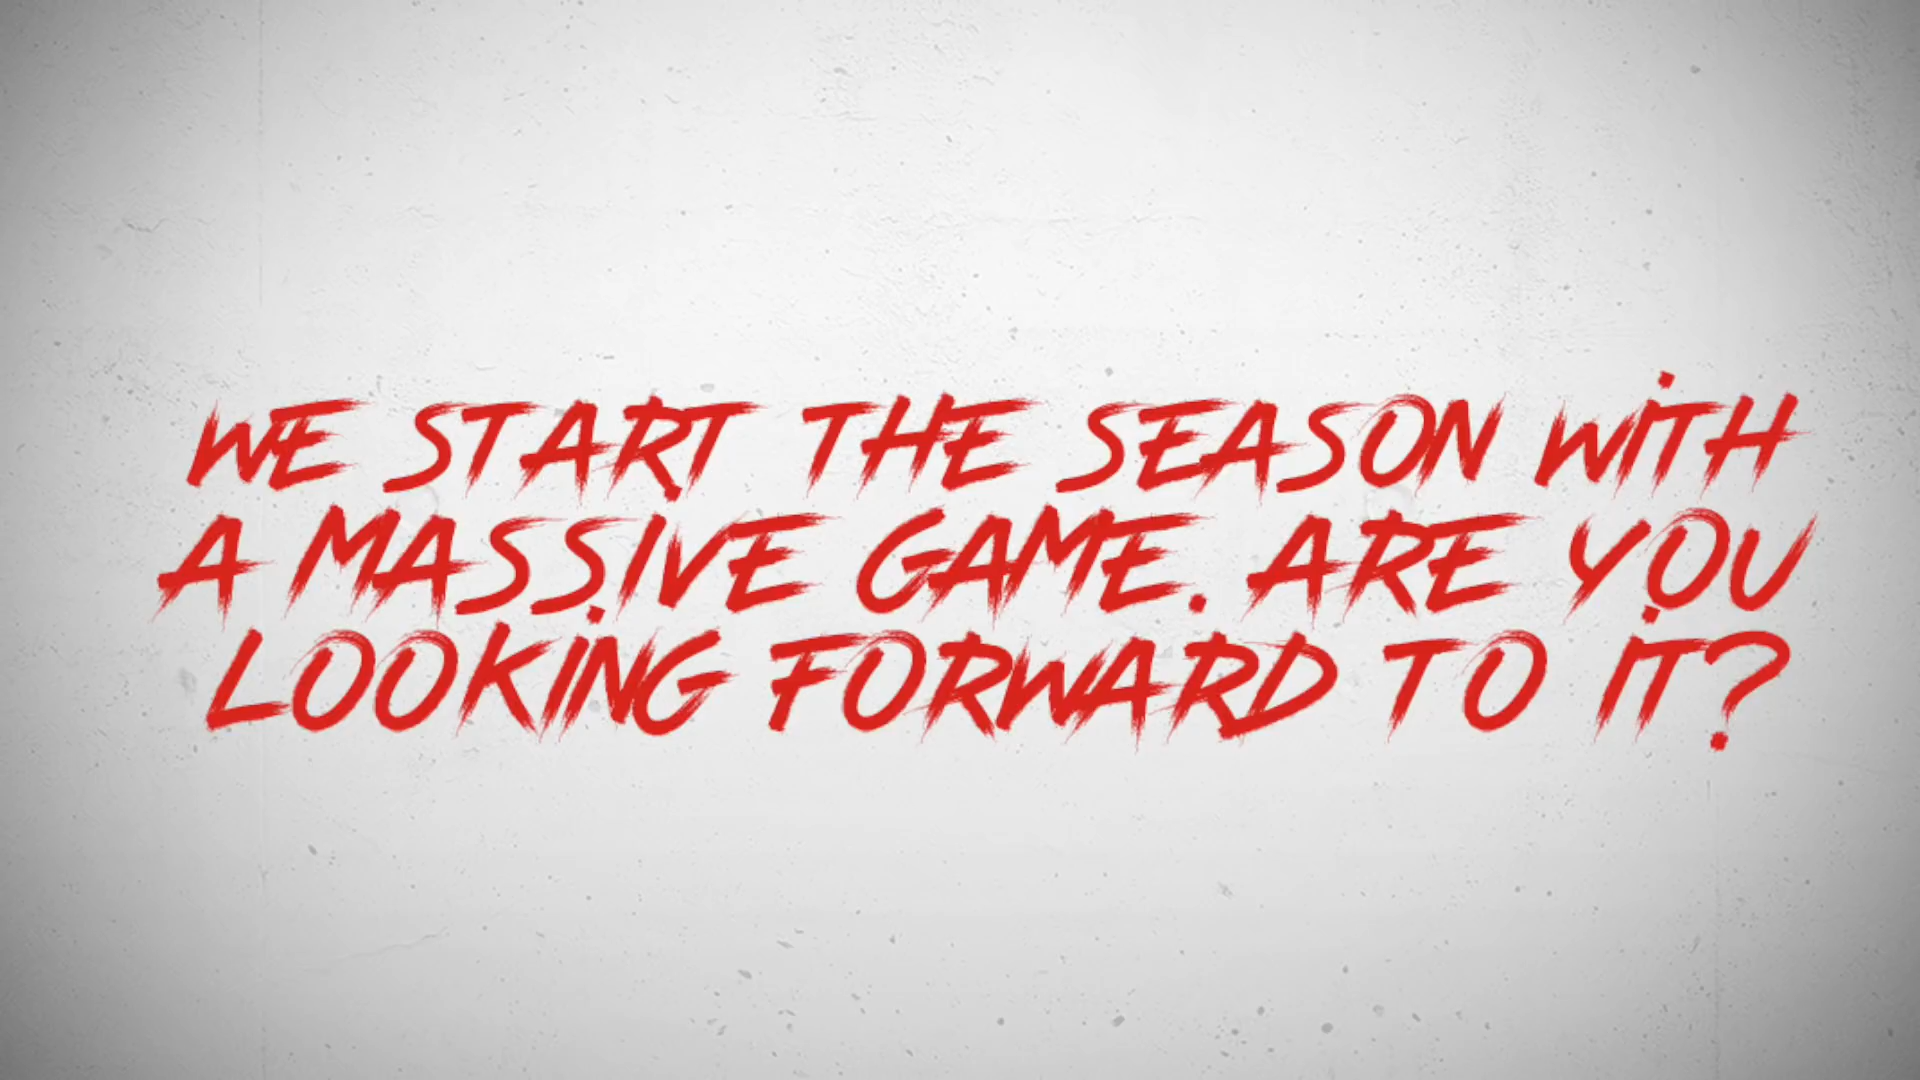 WE START THE SEASON WITH
A MASSIVE GAME. ARE YOU
LOOKING FORWARD TO IT?